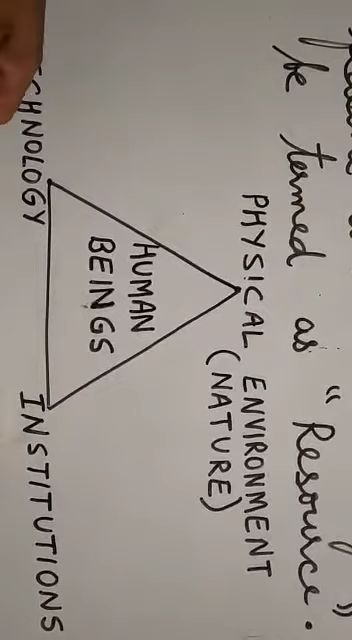 be termed as "Resource".
PHYSICAL ENVIRONMENT
(NATURE)
HUMAN
BEINGS
CHNOLOGY
INSTITUTIONS